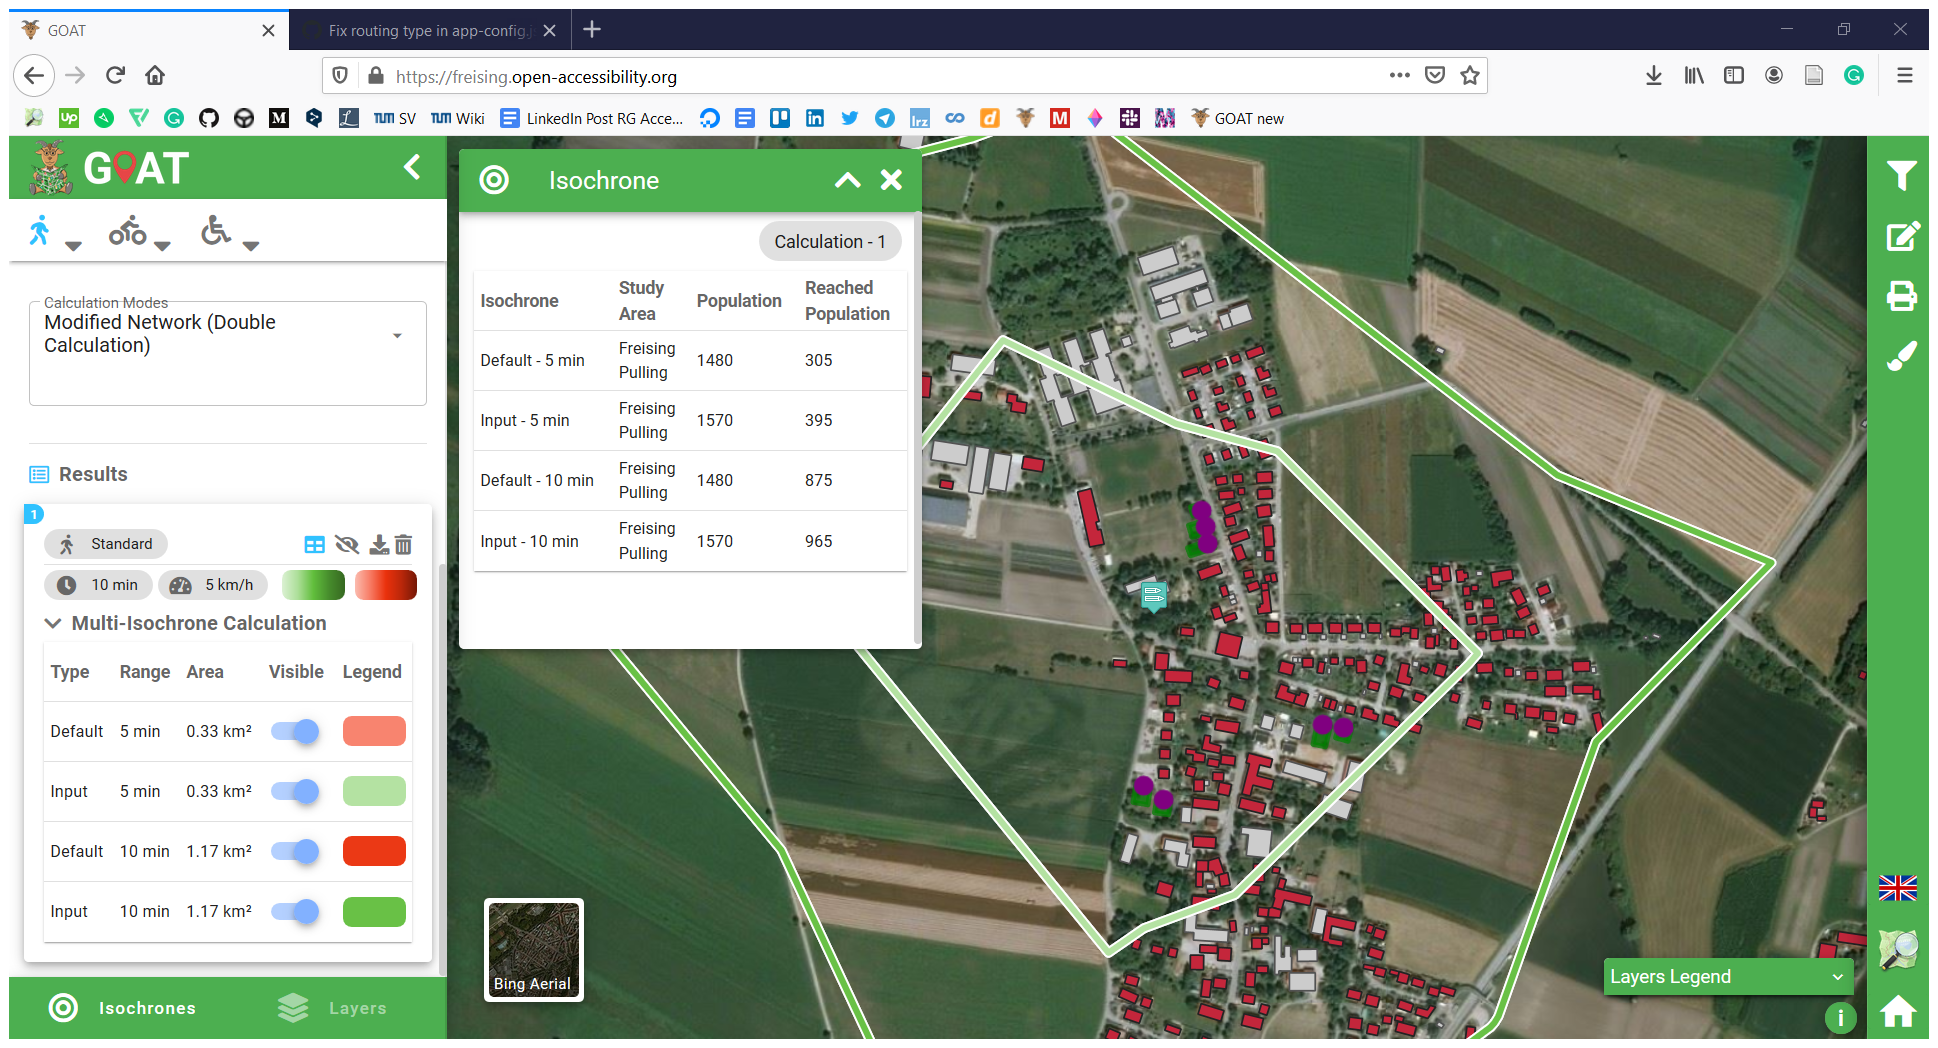 GOAT
Fix routing type in app-config.j
https://freising.open-accessibility.org
Up
M
TUM SV
TUM Wiki
LinkedIn Post RG Acce...
in
lrz
d
M
GOAT new
GOAT
Calculation Modes
Modified Network (Double
Calculation)
Results
1
Standard
10 min
5 km/h
Multi-Isochrone Calculation
Type Range Area Visible Legend
Default 5 min 0.33 km²
Input 5 min 0.33 km²
Default 10 min 1.17 km²
Input 10 min 1.17 km²
Isochrones
Layers
Isochrone
Calculation - 1
Isochrone Study Area Population Reached Population
Default - 5 min Freising Pulling 1480 305
Input - 5 min Freising Pulling 1570 395
Default - 10 min Freising Pulling 1480 875
Input - 10 min Freising Pulling 1570 965
Bing Aerial
Layers Legend
i